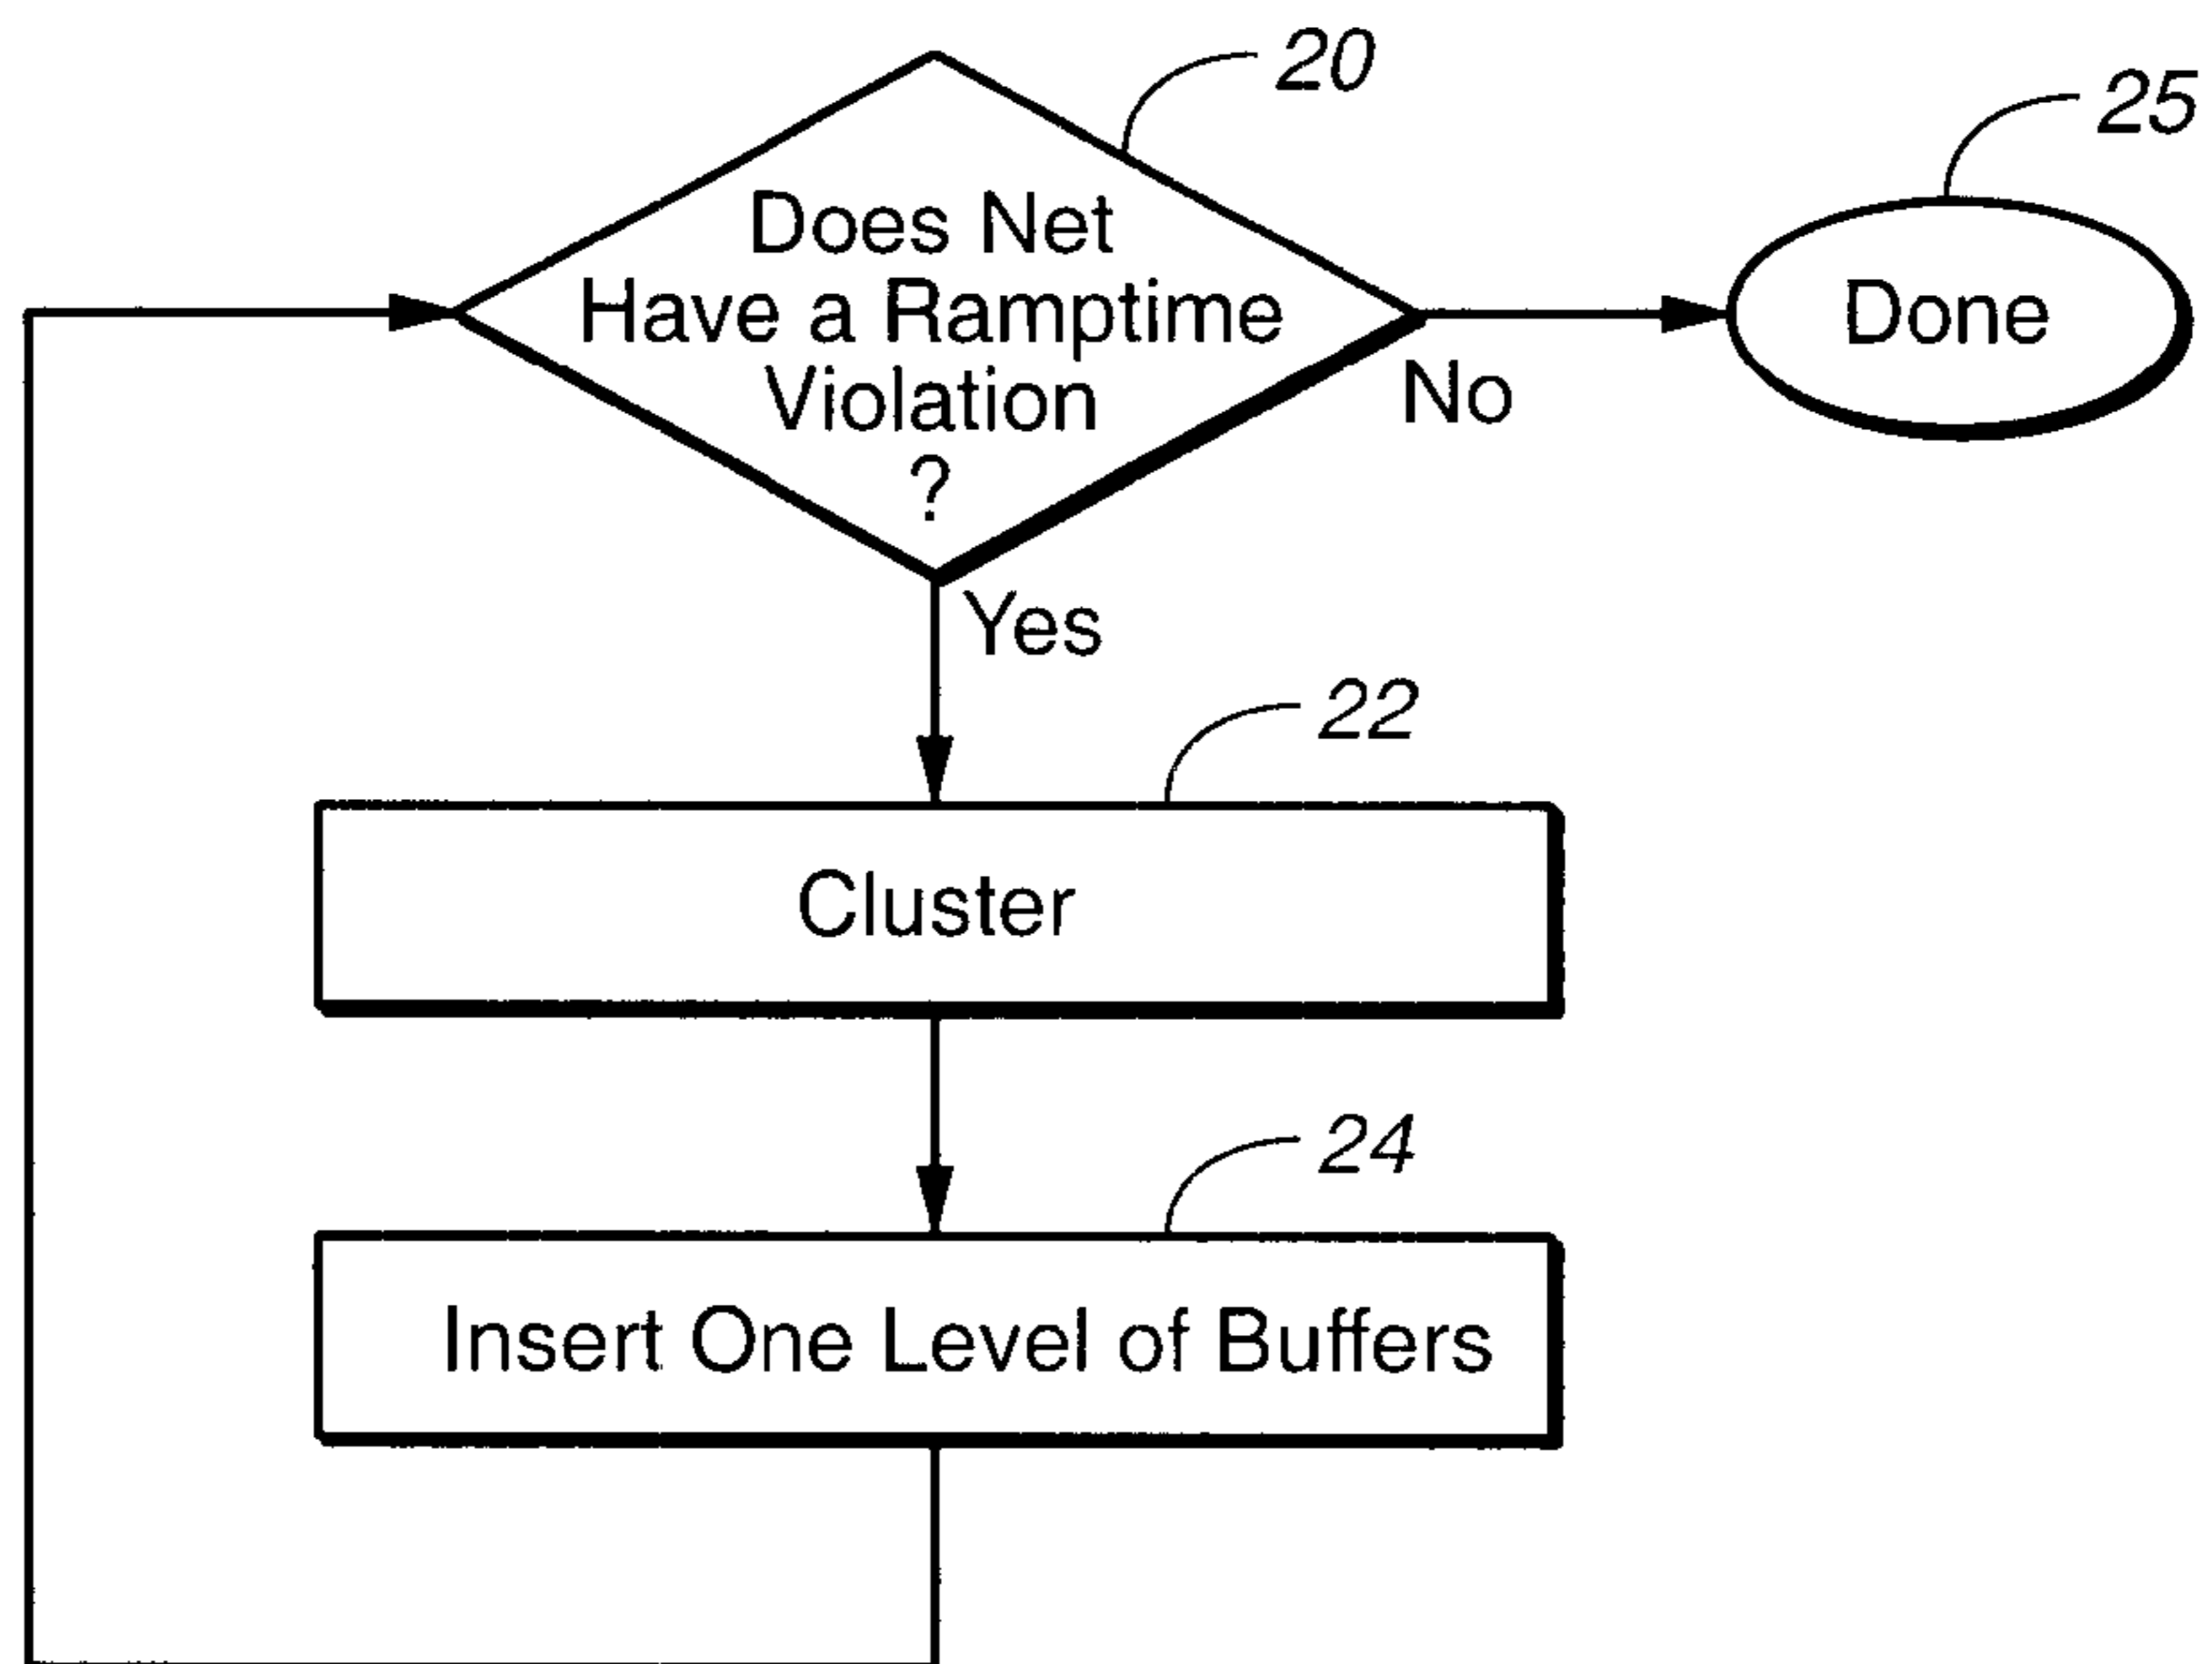 20
25
Does Net
Have a Ramptime
Violation
?
Done
No
Yes
22
Cluster
24
Insert One Level of Buffers